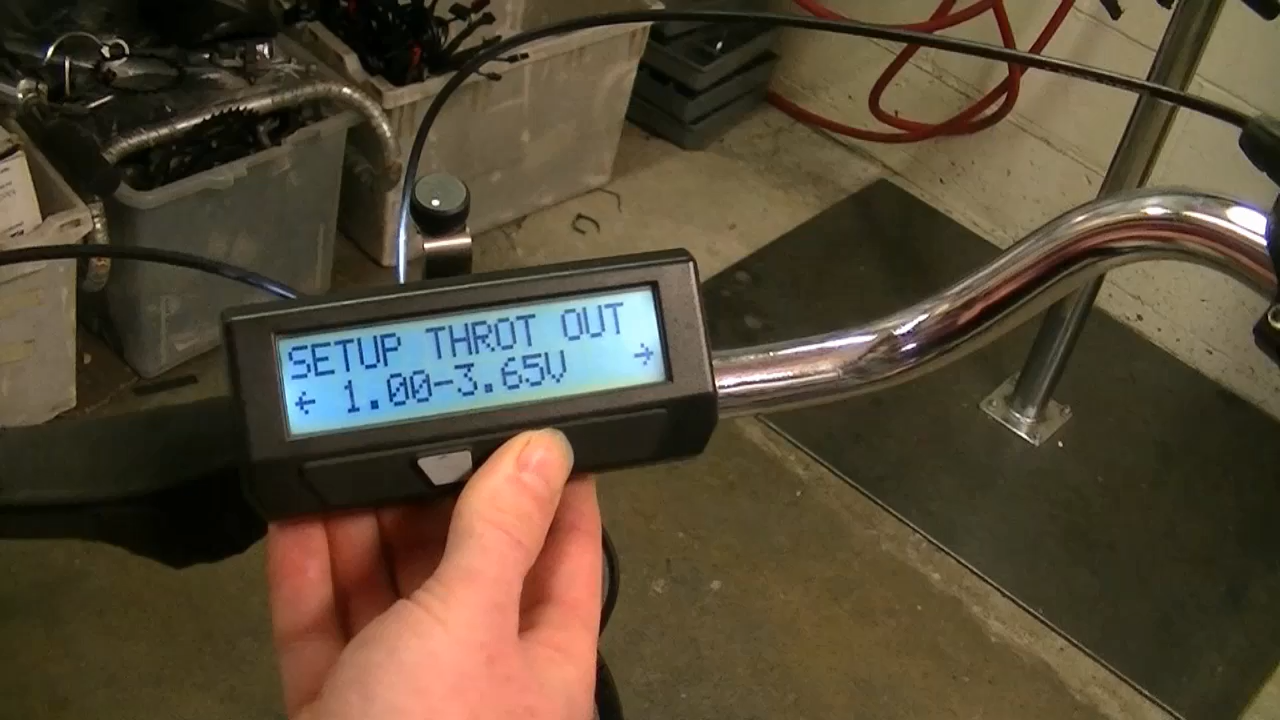 SETUP THROT OUT
← 1.00-3.65V →